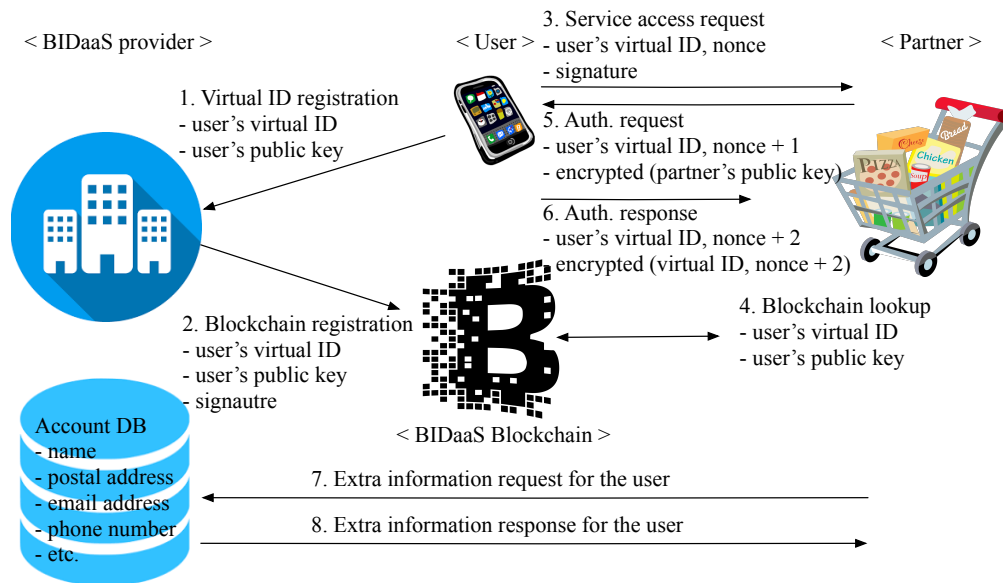 < BIDaaS provider >
< User >
< Partner >
1. Virtual ID registration
- user's virtual ID
- user's public key
3. Service access request
- user's virtual ID, nonce
- signature
5. Auth. request
- user's virtual ID, nonce + 1
- encrypted (partner's public key)
6. Auth. response
- user's virtual ID, nonce + 2
- encrypted (virtual ID, nonce + 2)
Bread
Chicken
PIZZA
Soup
2. Blockchain registration
- user's virtual ID
- user's public key
- signautre
4. Blockchain lookup
- user's virtual ID
- user's public key
< BIDaaS Blockchain >
Account DB
- name
- postal address
- email address
- phone number
- etc.
7. Extra information request for the user
8. Extra information response for the user